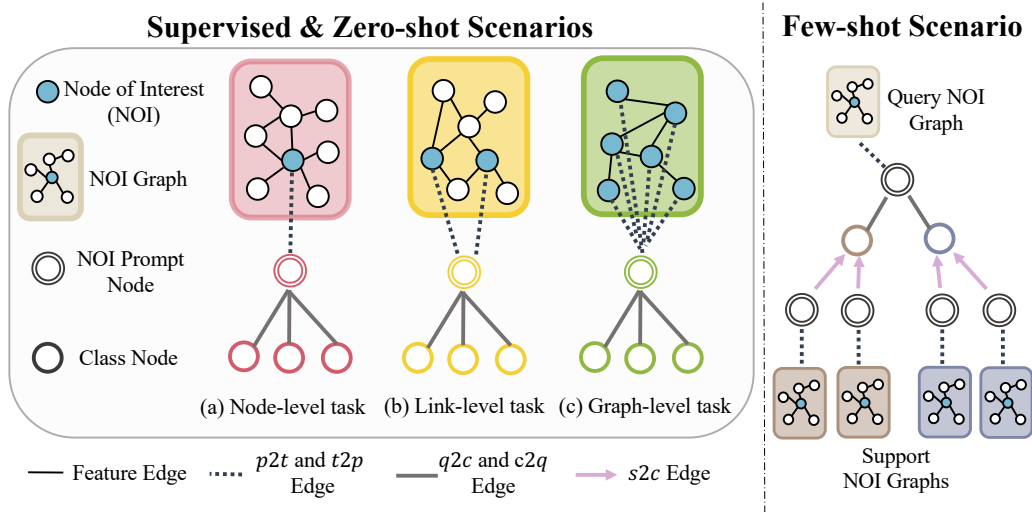 Supervised & Zero-shot Scenarios
Node of Interest
(NOI)
NOI Graph
NOI Prompt
Node
Class Node
(a) Node-level task
(b) Link-level task
(c) Graph-level task
Few-shot Scenario
Query NOI
Graph
Support
NOI Graphs
Feature Edge
p2t and t2p
Edge
q2c and c2q
Edge
s2c Edge